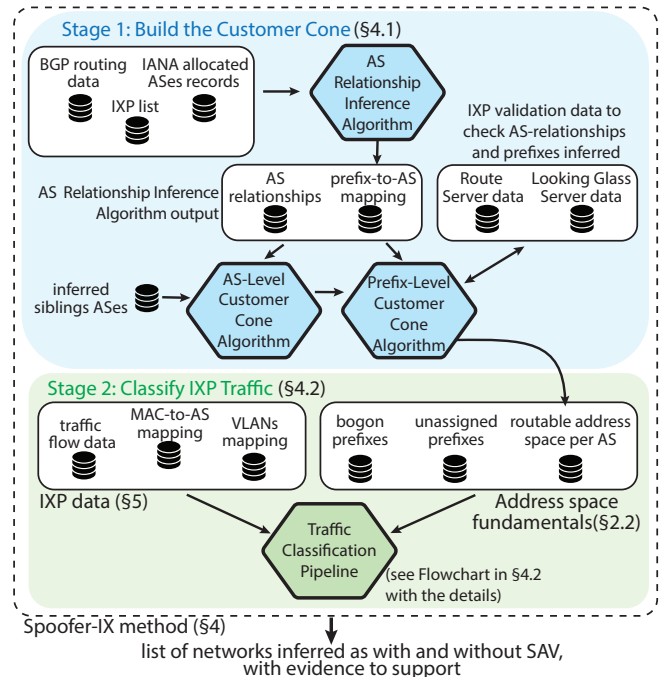 Stage 1: Build the Customer Cone (§4.1)
BGP routing
data
IANA allocated
ASes records
IXP list
AS
Relationship
Inference
Algorithm
IXP validation data to
check AS-relationships
and prefixes inferred
AS Relationship Inference
Algorithm output
AS
relationships
prefix-to-AS
mapping
Route
Server data
Looking Glass
Server data
inferred
siblings ASes
AS-Level
Customer
Cone
Algorithm
Prefix-Level
Customer
Cone
Algorithm
Stage 2: Classify IXP Traffic (§4.2)
traffic
flow data
MAC-to-AS
mapping
VLANs
mapping
IXP data (§5)
bogon
prefixes
unassigned
prefixes
routable address
space per AS
Address space
fundamentals(§2.2)
Traffic
Classification
Pipeline
(see Flowchart in §4.2
with the details)
Spoofer-IX method (§4)
list of networks inferred as with and without SAV,
with evidence to support